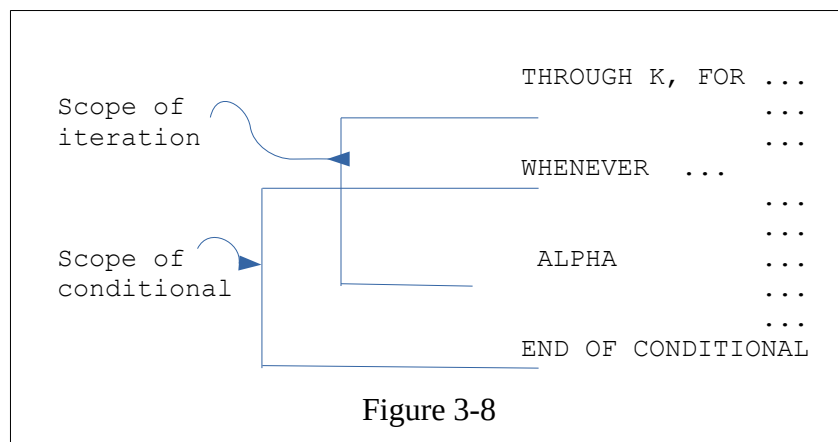 THROUGH K, FOR ...
Scope of
iteration
...
...
WHENEVER ...
...
...
Scope of
conditional
ALPHA ...
...
...
END OF CONDITIONAL
Figure 3-8